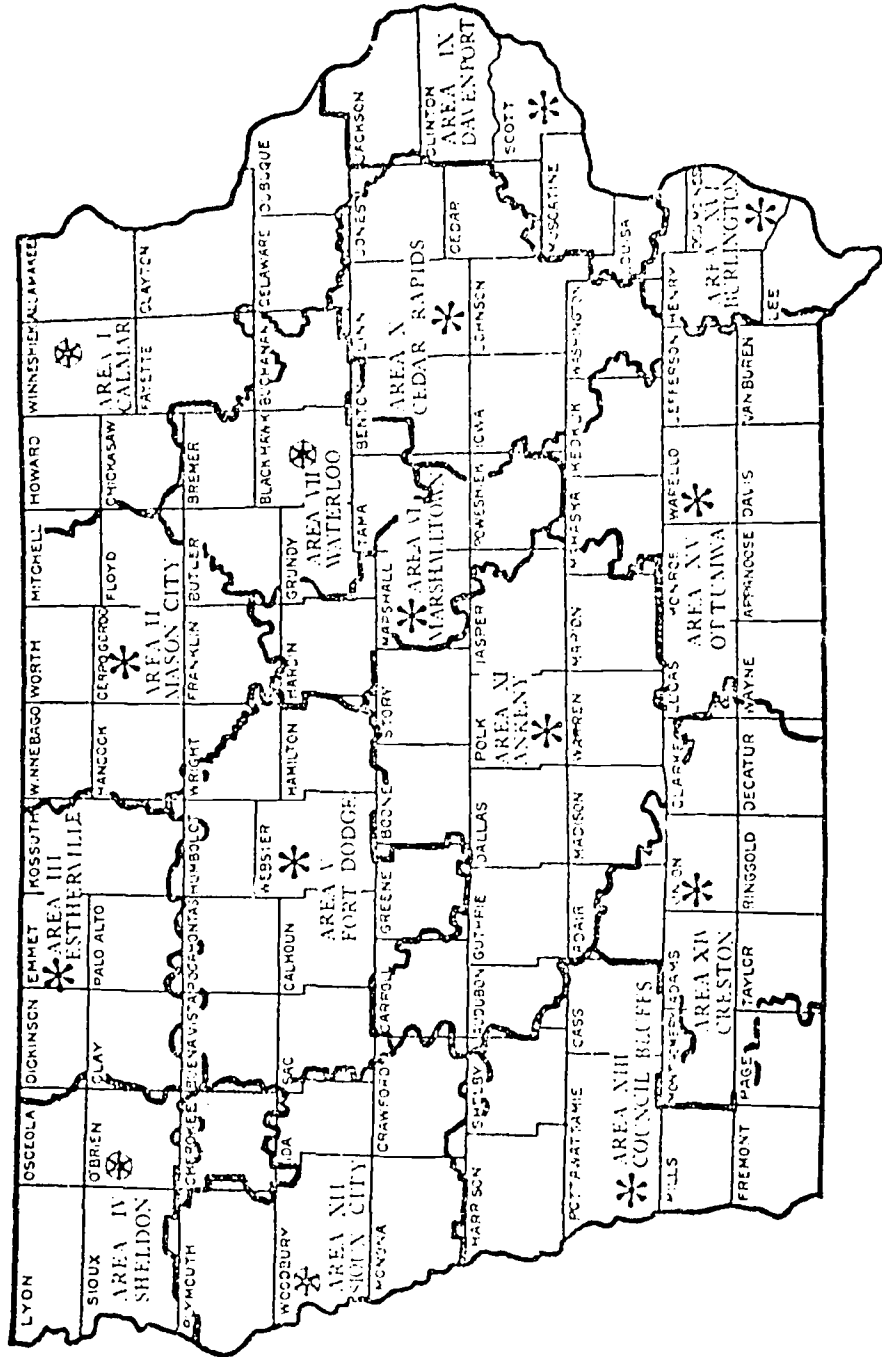 LYON
OSCEOLA
DICKINSON
EMMET
KOSSUTH
WINNEBAGO
WORTH
MITCHELL
HOWARD
WINNESHIEK
ALLAMAKEE
SIOUX
O'BRIEN
CLAY
PALO ALTO
HANCOCK
CERRO GORDO
FLOYD
CHICKASAW
FAYETTE
CLAYTON
AREA IV
SHELDON
AREA III
ESTHERVILLE
AREA II
MASON CITY
AREA I
CALMAR
PLYMOUTH
CHEROKEE
BUENA VISTA
POCAHONTAS
HUMBOLDT
WRIGHT
FRANKLIN
BUTLER
BREMER
WOODBURY
IDA
SAC
CALHOUN
WEBSTER
HAMILTON
HARDIN
GRUNDY
BLACK HAWK
BUCHANAN
DELAWARE
DUBUQUE
AREA XII
SIOUX CITY
AREA V
FORT DODGE
AREA VII
WATERLOO
MONONA
CRAWFORD
CARROLL
GREENE
BOONE
STORY
MARSHALL
TAMA
BENTON
LINN
JONES
JACKSON
AREA VI
MARSHALLTOWN
AREA X
CEDAR RAPIDS
CEDAR
CLINTON
AREA IX
DAVENPORT
SCOTT
HARRISON
SHELBY
AUDUBON
GUTHRIE
DALLAS
POLK
JASPER
POWESHIEK
IOWA
JOHNSON
MUSCATINE
AREA XI
ANKENY
POTTAWATTAMIE
CASS
ADAIR
MADISON
WARREN
MARION
MAHASKA
KEOKUK
WASHINGTON
LOUISA
AREA XIII
COUNCIL BLUFFS
MILLS
MONTGOMERY
ADAMS
UNION
CLARKE
LUCAS
MONROE
WAPELLO
JEFFERSON
HENRY
DES MOINES
AREA XIV
CRESTON
AREA XV
OTTUMWA
AREA XVI
BURLINGTON
FREMONT
PAGE
TAYLOR
RINGGOLD
DECATUR
WAYNE
APPANOOSE
DAVIS
VAN BUREN
LEE